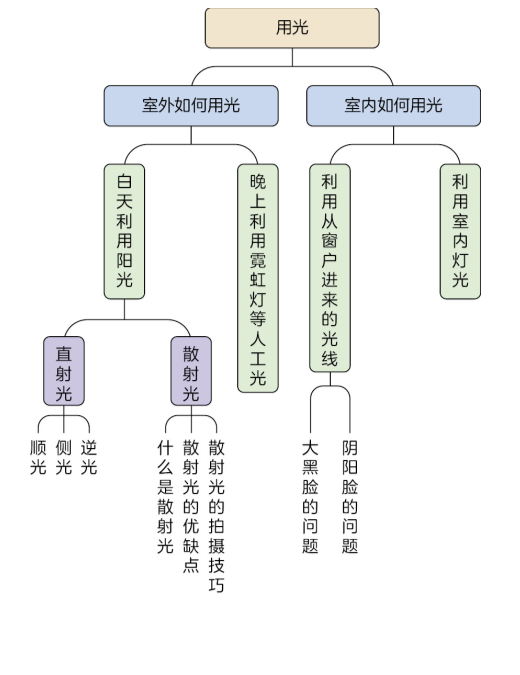 用光
室外如何用光
室内如何用光
白天利用阳光
晚上利用霓虹灯等人工光
利用从窗户进来的光线
利用室内灯光
直射光
散射光
顺光
侧光
逆光
什么是散射光
散射光的优缺点
散射光的拍摄技巧
大黑脸的问题
阴阳脸的问题